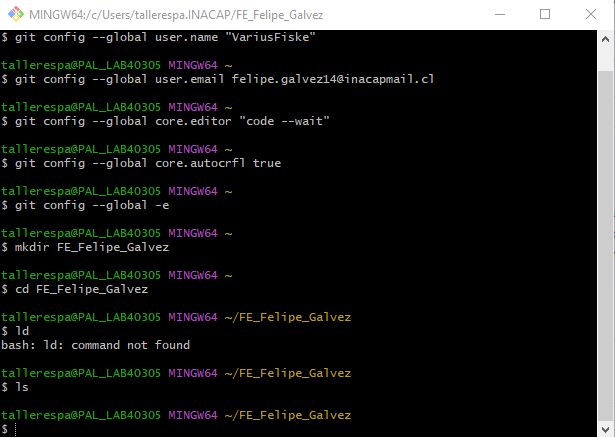 MINGW64:/c/Users/tallerespa.INACAP/FE_Felipe_Galvez
$ git config --global user.name "VariusFiske"
tallerespa@PAL_LAB40305 MINGW64 ~
$ git config --global user.email felipe.galvez14@inacapmail.cl
tallerespa@PAL_LAB40305 MINGW64 ~
$ git config --global core.editor "code --wait"
tallerespa@PAL_LAB40305 MINGW64 ~
$ git config --global core.autocrfl true
tallerespa@PAL_LAB40305 MINGW64 ~
$ git config --global -e
tallerespa@PAL_LAB40305 MINGW64 ~
$ mkdir FE_Felipe_Galvez
tallerespa@PAL_LAB40305 MINGW64 ~
$ cd FE_Felipe_Galvez
tallerespa@PAL_LAB40305 MINGW64 ~/FE_Felipe_Galvez
$ ld
bash: ld: command not found
tallerespa@PAL_LAB40305 MINGW64 ~/FE_Felipe_Galvez
$ ls
tallerespa@PAL_LAB40305 MINGW64 ~/FE_Felipe_Galvez
$